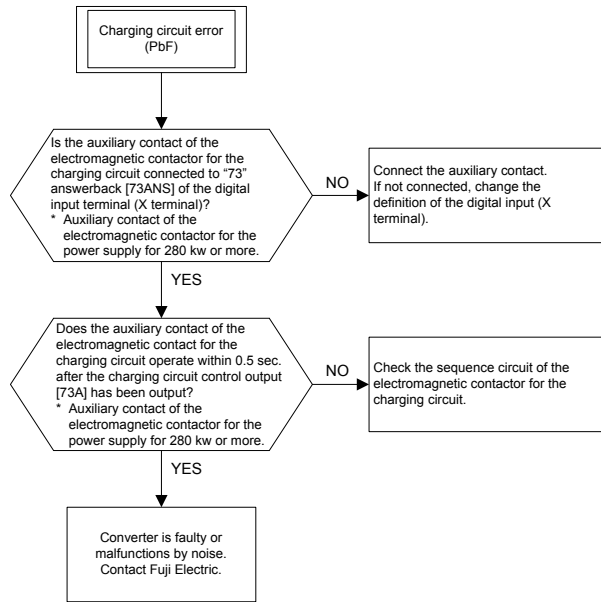 Charging circuit error
(PbF)
Is the auxiliary contact of the
electromagnetic contactor for the
charging circuit connected to “73”
answerback [73ANS] of the digital
input terminal (X terminal)?
* Auxiliary contact of the
electromagnetic contactor for the
power supply for 280 kw or more.
NO
Connect the auxiliary contact.
If not connected, change the
definition of the digital input (X
terminal).
YES
Does the auxiliary contact of the
electromagnetic contact for the
charging circuit operate within 0.5 sec.
after the charging circuit control output
[73A] has been output?
* Auxiliary contact of the
electromagnetic contactor for the
power supply for 280 kw or more.
NO
Check the sequence circuit of the
electromagnetic contactor for the
charging circuit.
YES
Converter is faulty or
malfunctions by noise.
Contact Fuji Electric.